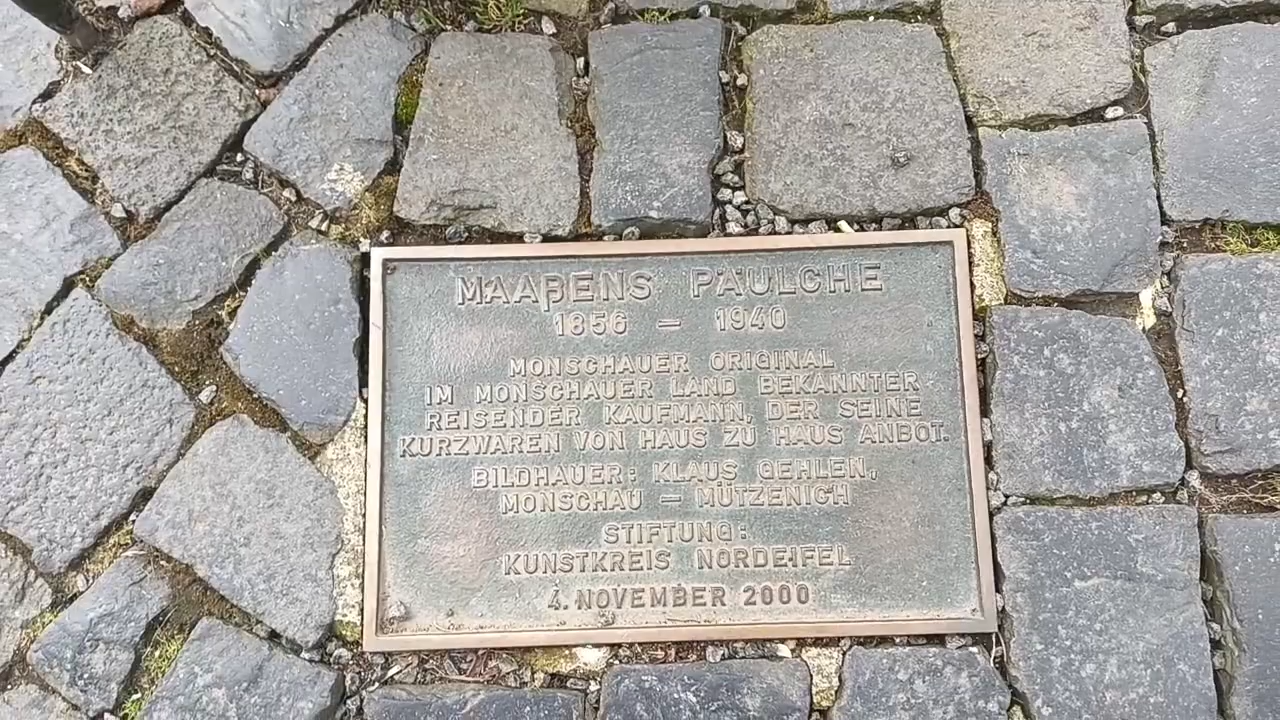 MAAẞENS PÄULCHE
1856 — 1940
MONSCHAUER ORIGINAL
IM MONSCHAUER LAND BEKANNTER
REISENDER KAUFMANN, DER SEINE
KURZWAREN VON HAUS ZU HAUS ANBOT.
BILDHAUER: KLAUS GEHLEN,
MONSCHAU — MÜTZENICH
STIFTUNG:
KUNSTKREIS NORDEIFEL
4. NOVEMBER 2000